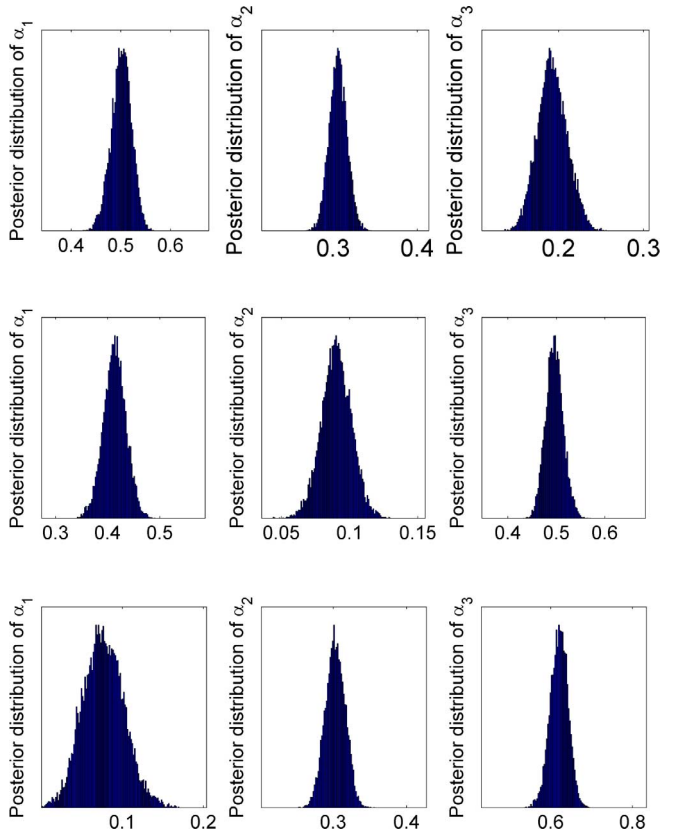 Posterior distribution of α₁
0.4 0.5 0.6
Posterior distribution of α₂
0.3 0.4
Posterior distribution of α₃
0.2 0.3
Posterior distribution of α₁
0.3 0.4 0.5
Posterior distribution of α₂
0.05 0.1 0.15
Posterior distribution of α₃
0.4 0.5 0.6
Posterior distribution of α₁
0.1 0.2
Posterior distribution of α₂
0.3 0.4
Posterior distribution of α₃
0.6 0.8